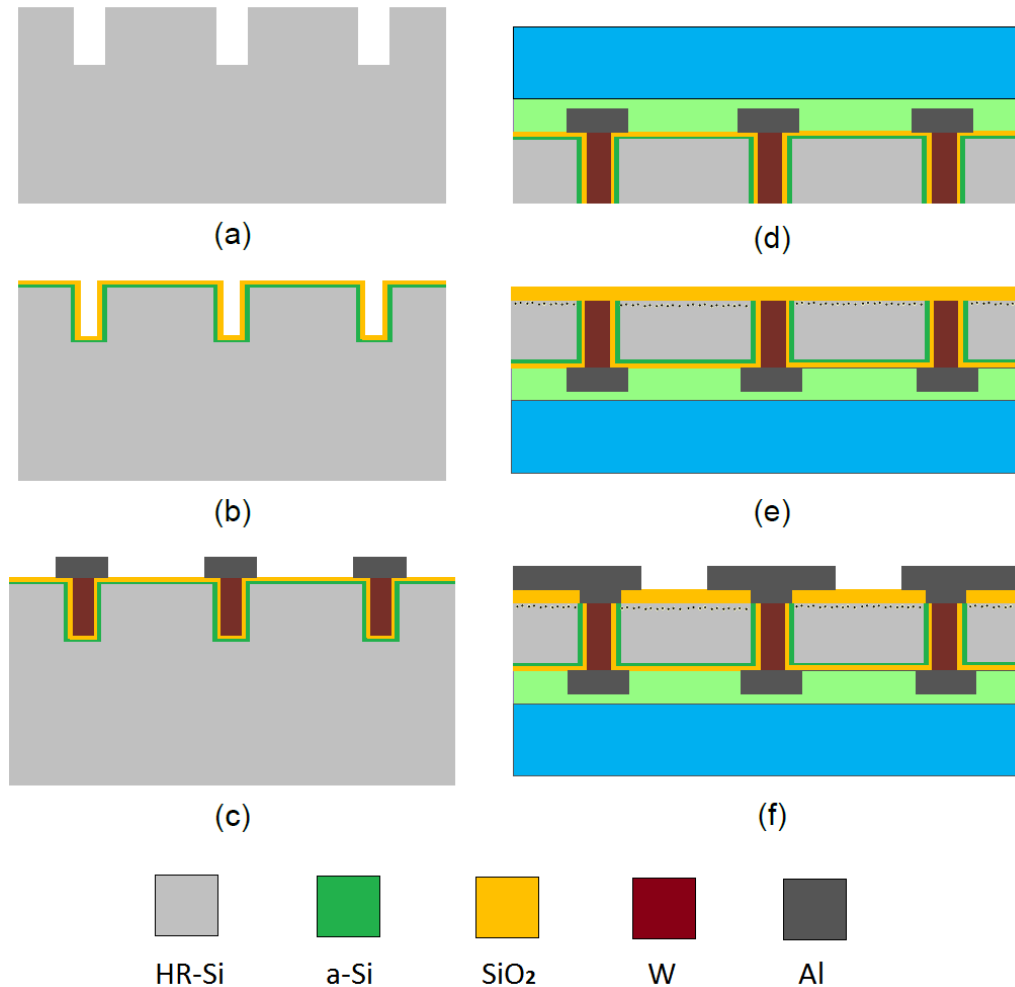 (a)
(d)
(b)
(e)
(c)
(f)
HR-Si a-Si SiO₂ W Al